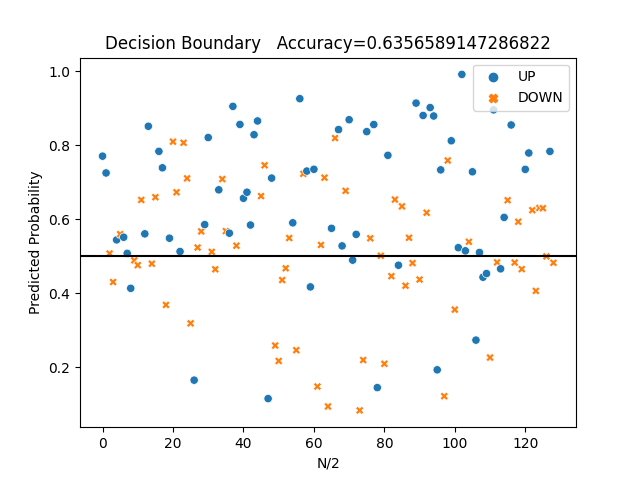 Decision Boundary   Accuracy=0.6356589147286822
1.0
0.8
0.6
0.4
0.2
Predicted Probability
UP
DOWN
0 20 40 60 80 100 120
N/2